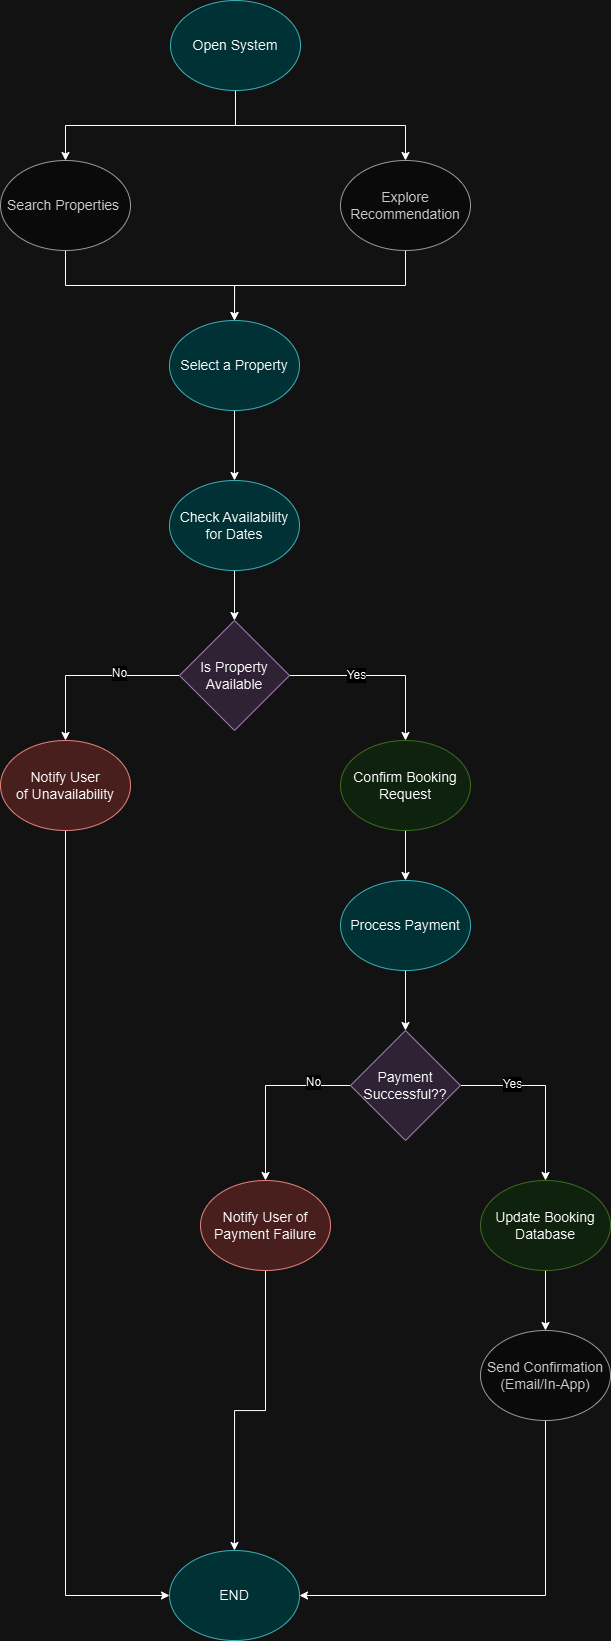 Open System
Search Properties
Explore
Recommendation
Select a Property
Check Availability
for Dates
Is Property
Available
No
Yes
Notify User
of Unavailability
Confirm Booking
Request
Process Payment
Payment
Successful??
No
Yes
Notify User of
Payment Failure
Update Booking
Database
Send Confirmation
(Email/In-App)
END